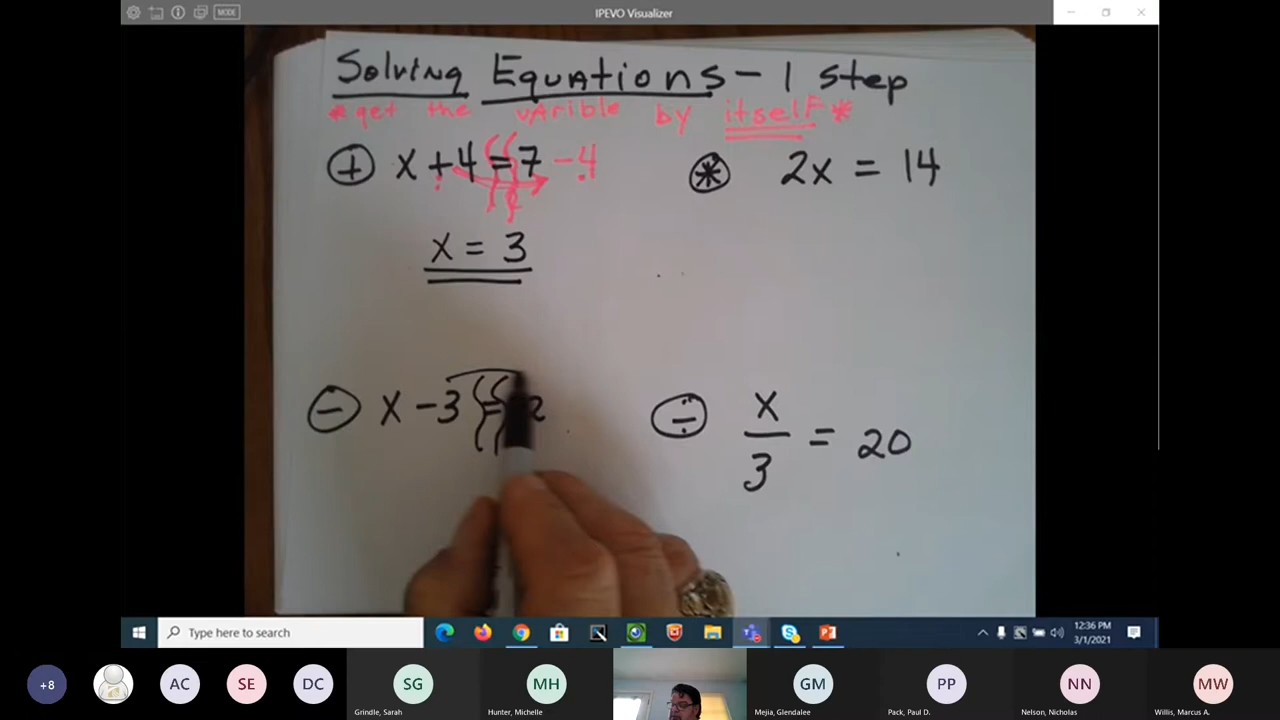 IPEVO Visualizer
MODE
Solving Equations - 1 step
*get the vArible by itself*
+ x + 4 = 7 - 4
x = 3
* 2x = 14
- x - 3 =
÷ x/3 = 20
Type here to search
12:36 PM
3/1/2021
+8
AC
SE
DC
SG
Grindle, Sarah
MH
Hunter, Michelle
GM
Mejia, Glendalee
PP
Pack, Paul D.
NN
Nelson, Nicholas
MW
Willis, Marcus A.